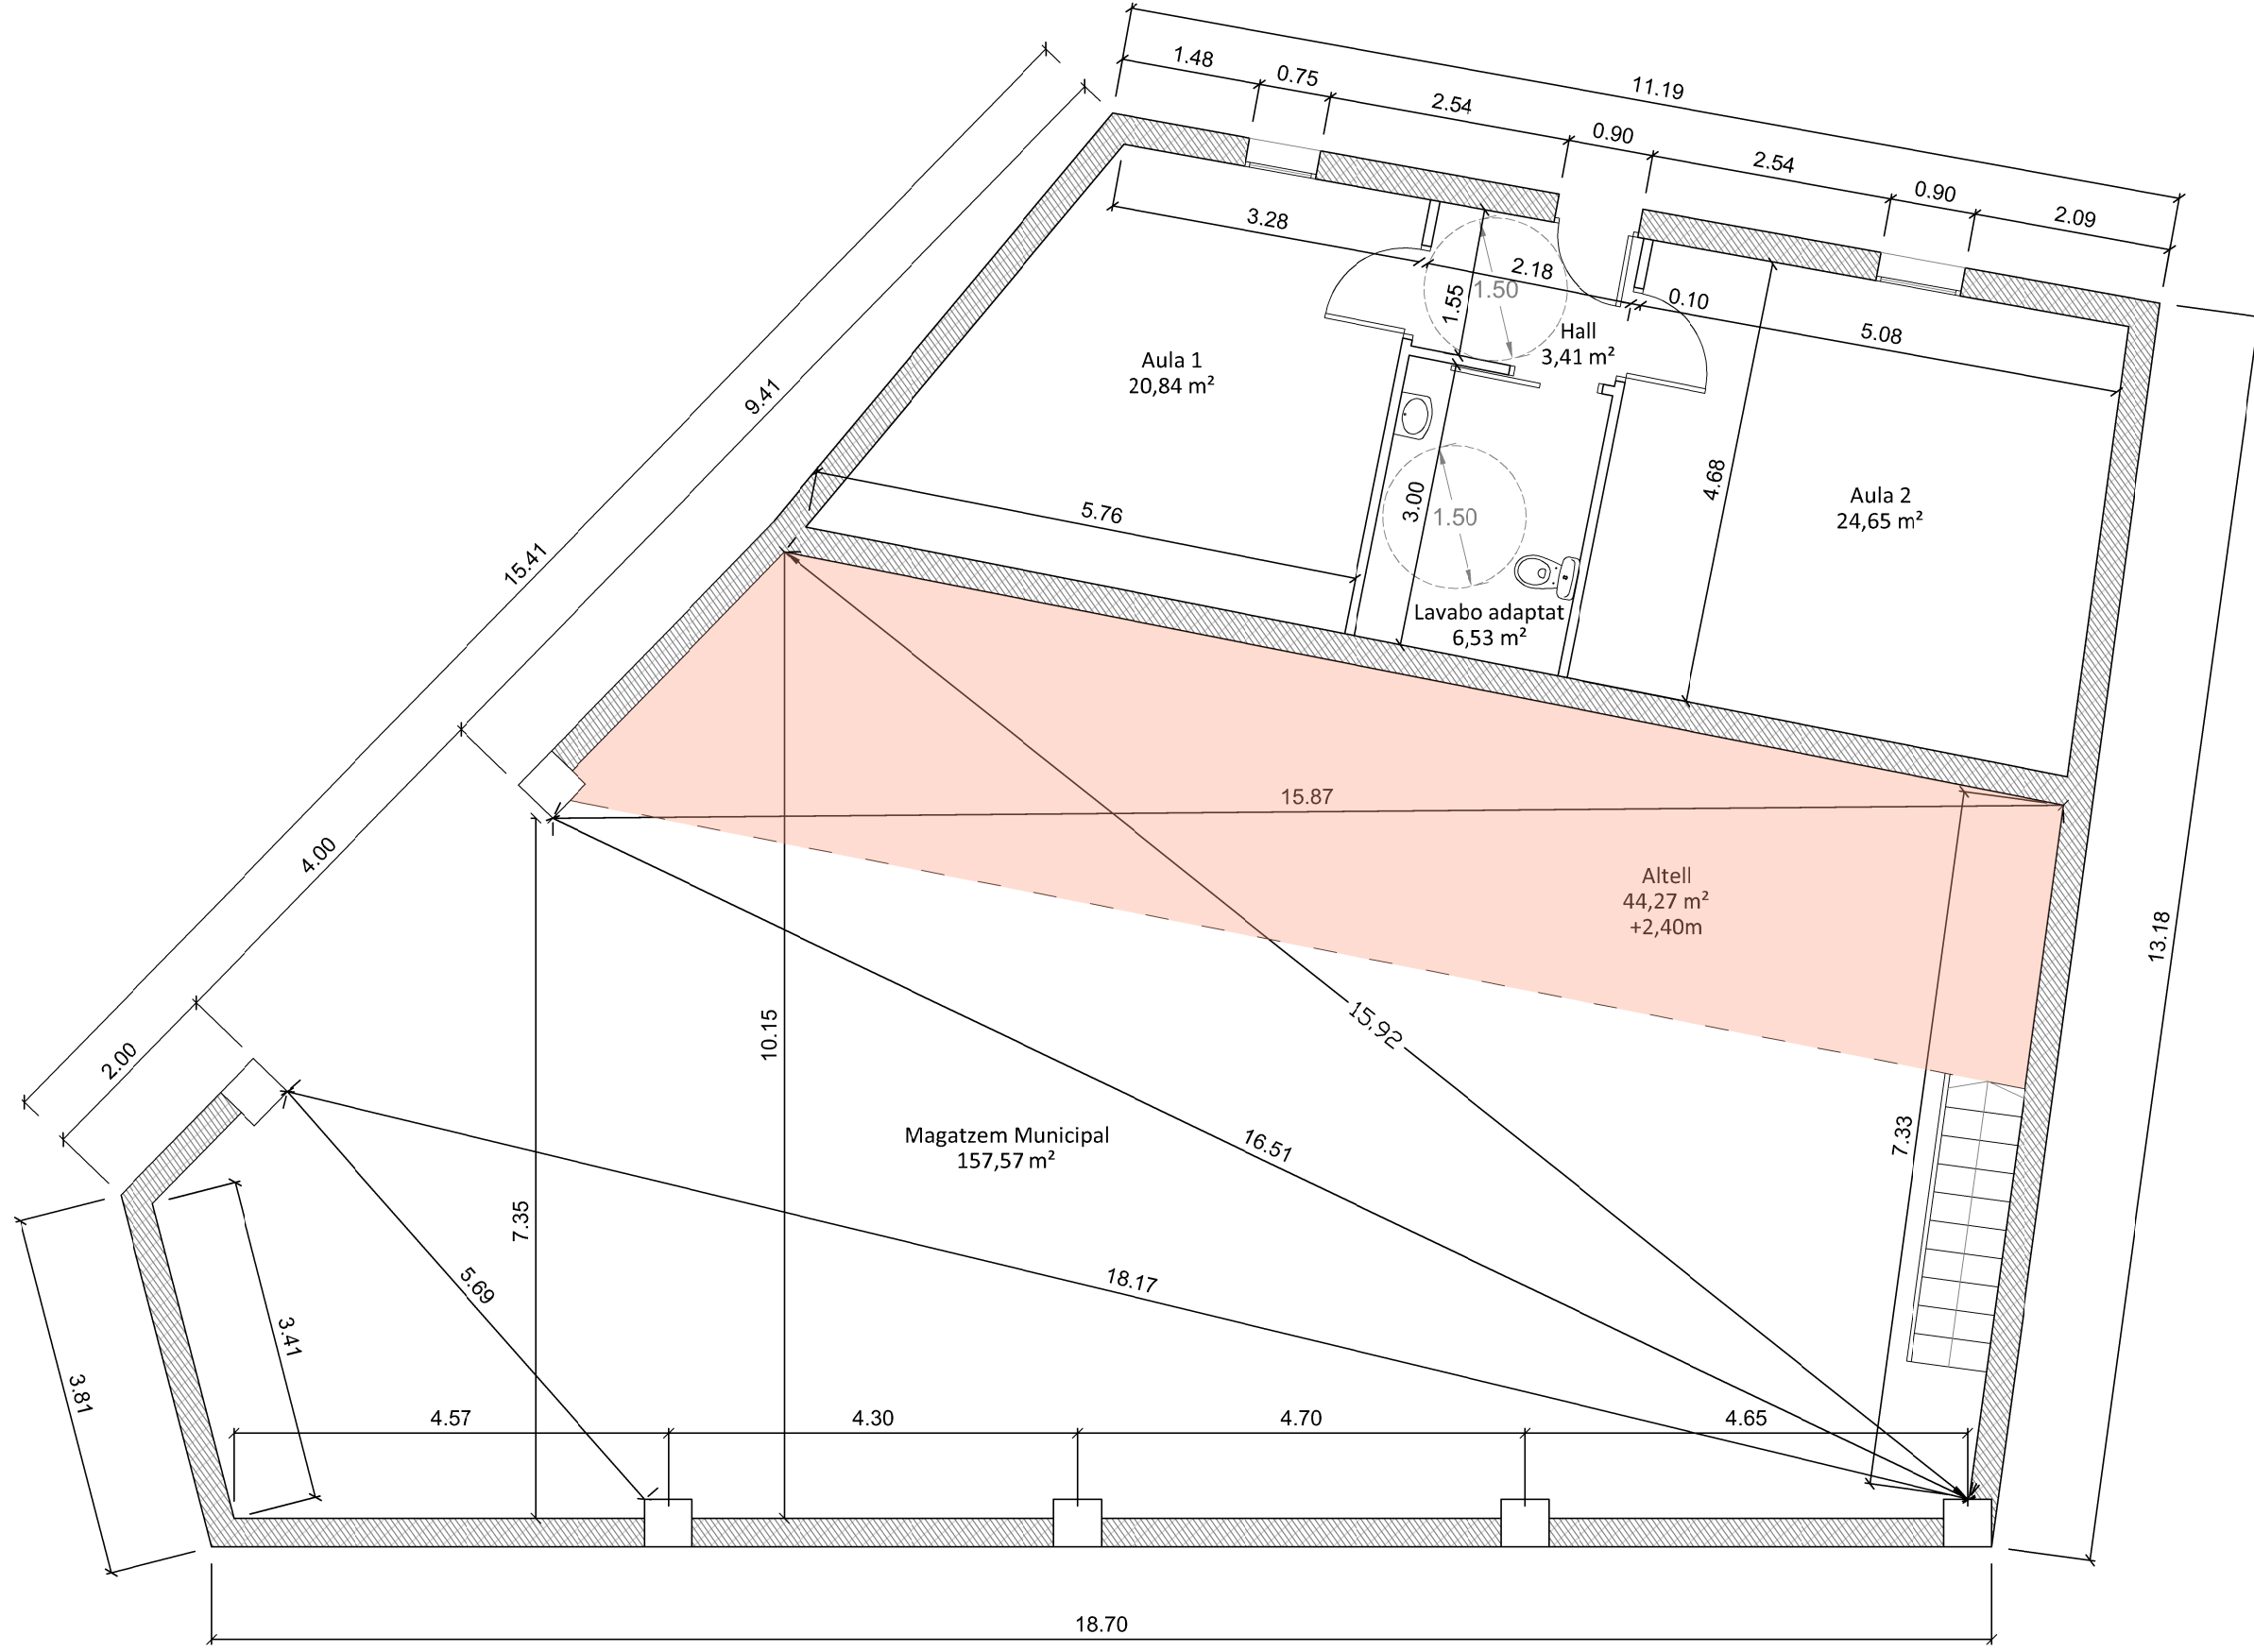 11.19
1.48
0.75
2.54
0.90
2.54
0.90
2.09
3.28
2.18
1.50
1.55
0.10
5.08
Hall
3,41 m²
Aula 1
20,84 m²
9.41
15.41
5.76
4.68
3.00
1.50
Aula 2
24,65 m²
Lavabo adaptat
6,53 m²
15.87
4.00
Altell
44,27 m²
+2,40m
13.18
10.15
15.92
2.00
Magatzem Municipal
157,57 m²
16.51
7.33
7.35
5.69
18.17
3.41
3.81
4.57
4.30
4.70
4.65
18.70